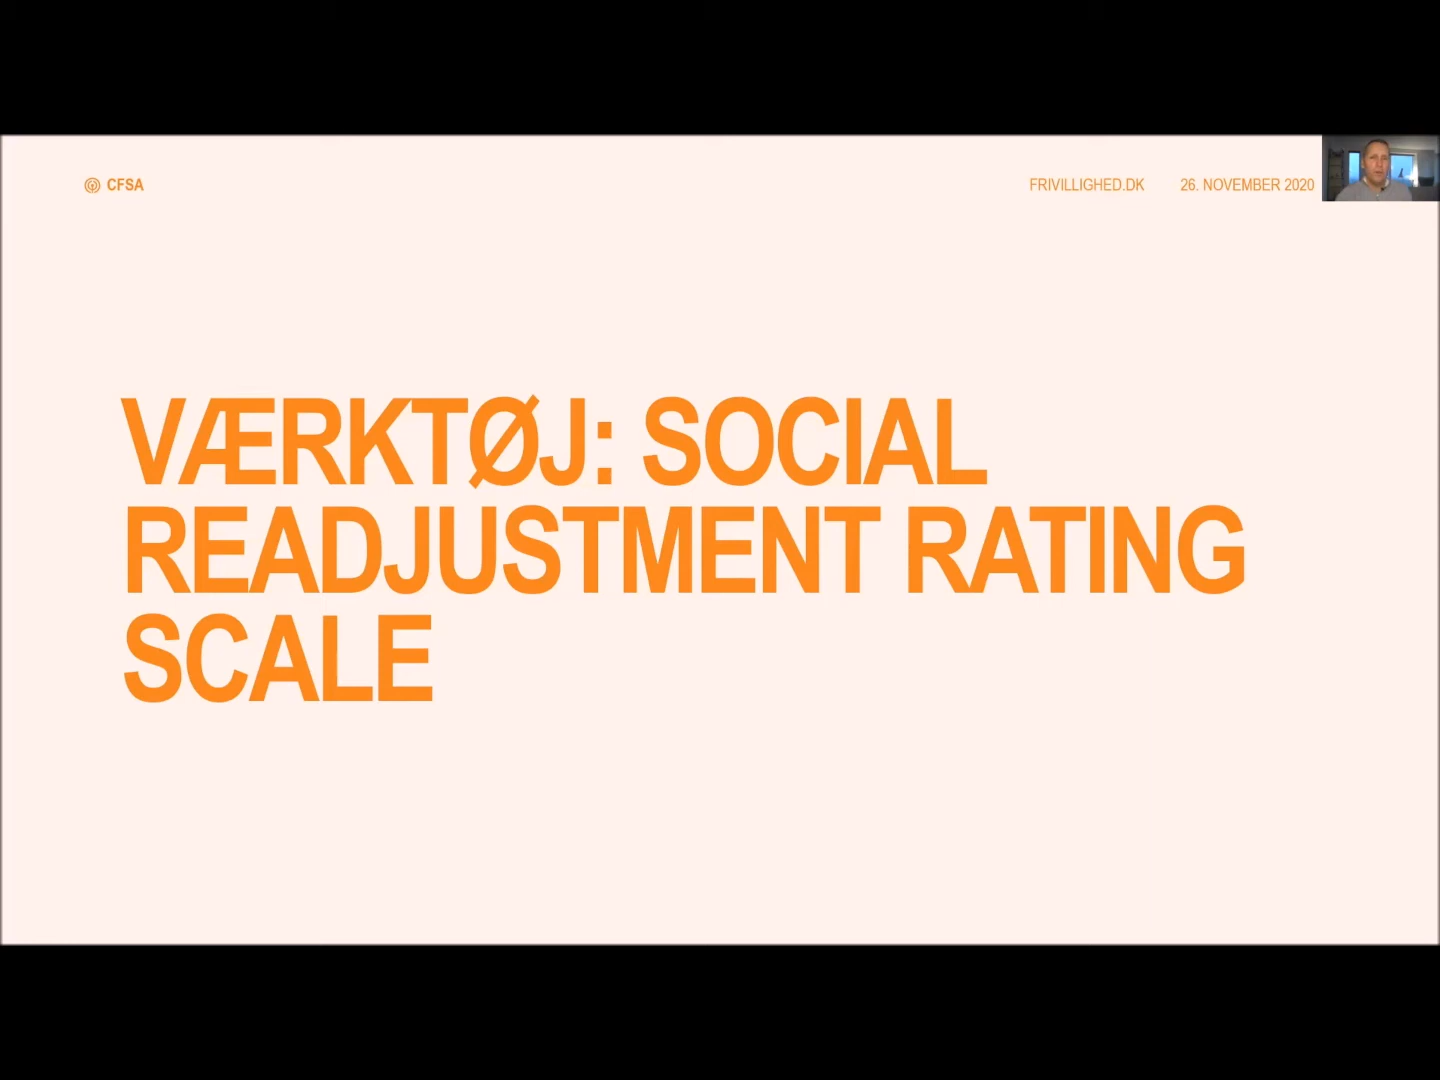 CFSA
FRIVILLIGHED.DK
26. NOVEMBER 2020
VÆRKTØJ: SOCIAL
READJUSTMENT RATING
SCALE